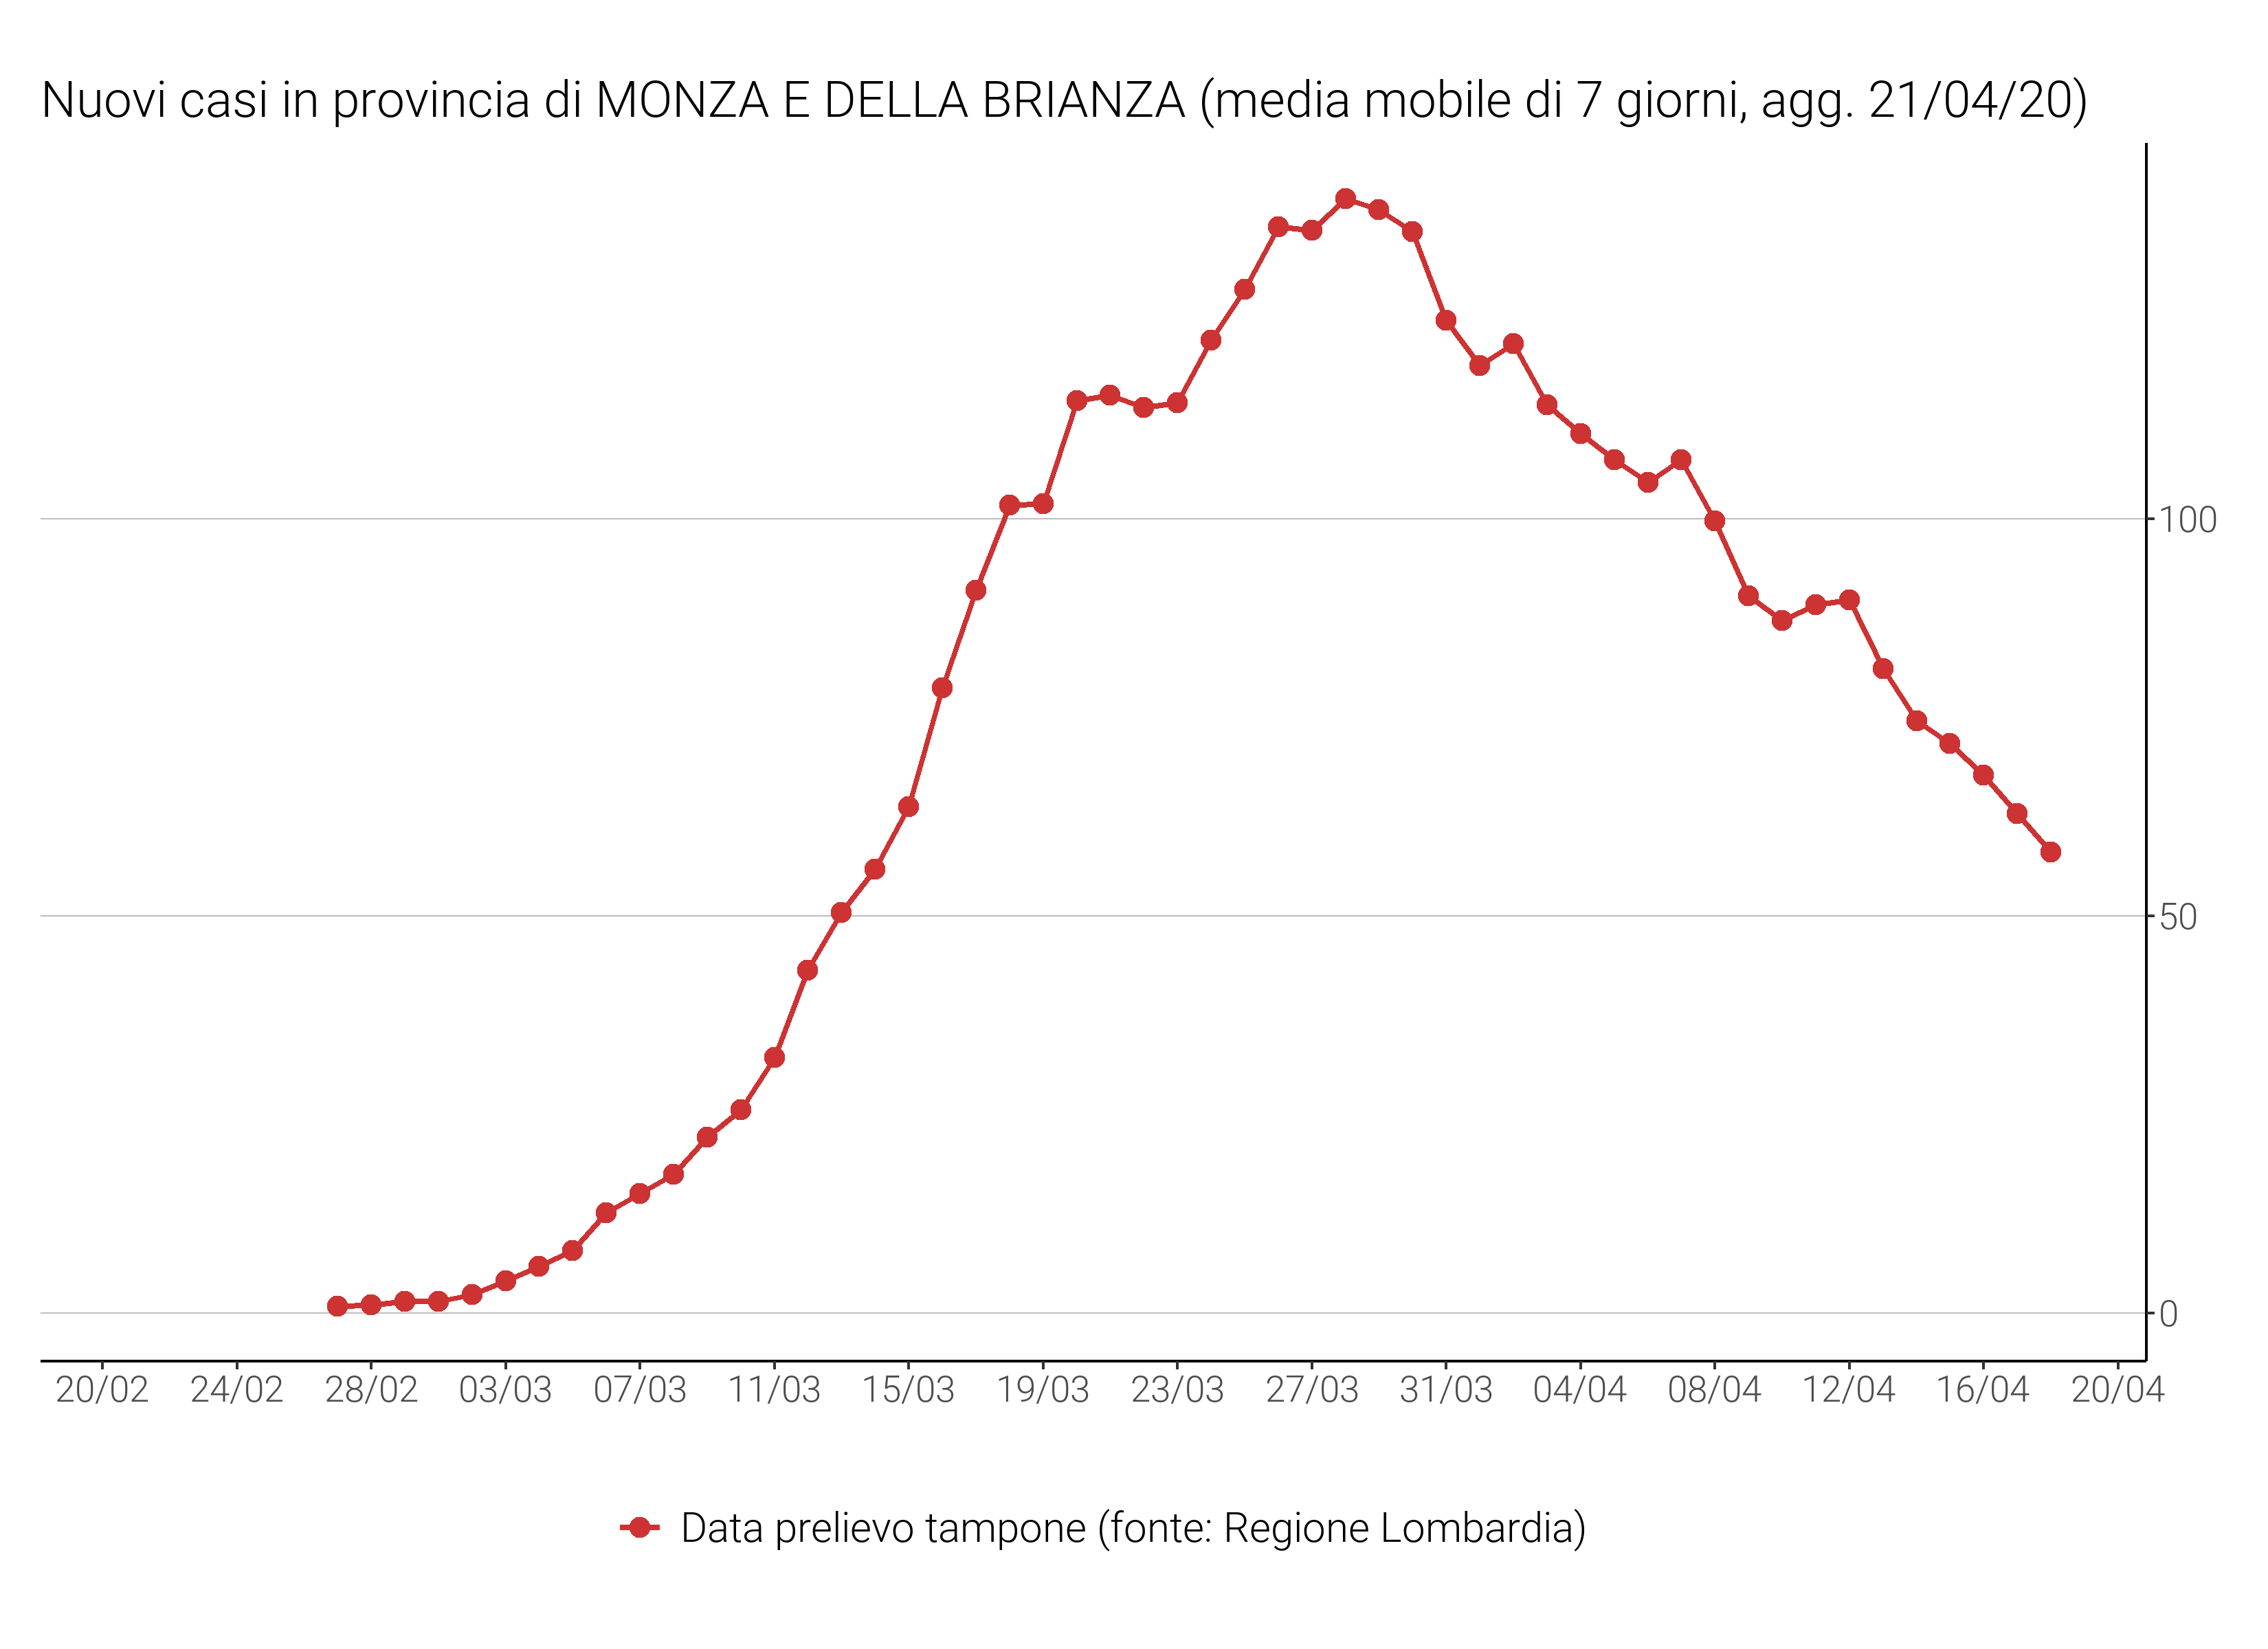 Nuovi casi in provincia di MONZA E DELLA BRIANZA (media mobile di 7 giorni, agg. 21/04/20)
100
50
0
20/02 24/02 28/02 03/03 07/03 11/03 15/03 19/03 23/03 27/03 31/03 04/04 08/04 12/04 16/04 20/04
Data prelievo tampone (fonte: Regione Lombardia)